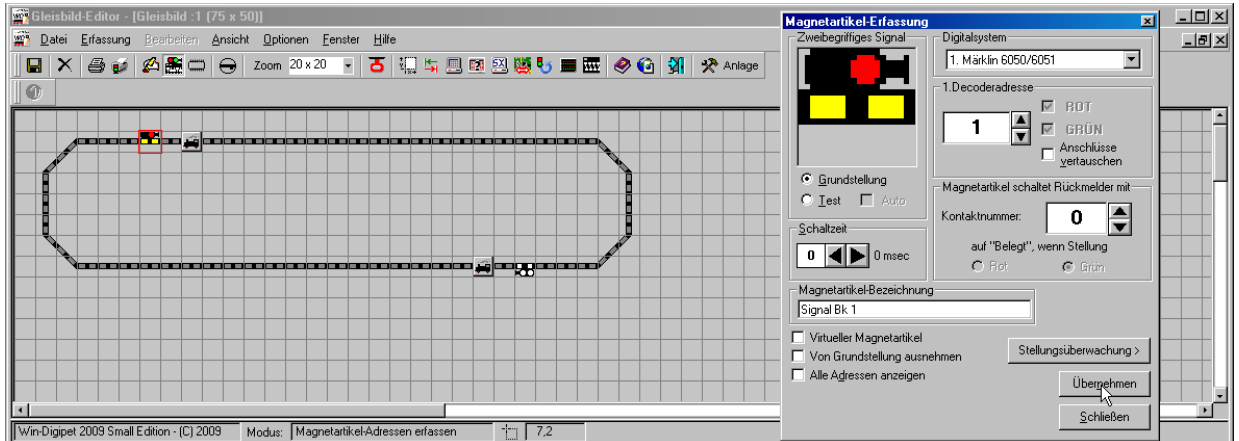 Gleisbild-Editor - [Gleisbild :1 (75 x 50)]
Datei Erfassung Bearbeiten Ansicht Optionen Fenster Hilfe
Zoom 20 x 20 Anlage
Magnetartikel-Erfassung
Zweibegriffiges Signal
Grundstellung
Test Auto
Schaltzeit
0 0 msec
Digitalsystem
1. Märklin 6050/6051
1.Decoderadresse
1
ROT
GRÜN
Anschlüsse
vertauschen
Magnetartikel schaltet Rückmelder mit
Kontaktnummer: 0
auf "Belegt", wenn Stellung
Rot Grün
Magnetartikel-Bezeichnung
Signal Bk 1
Virtueller Magnetartikel
Von Grundstellung ausnehmen
Alle Adressen anzeigen
Stellungsüberwachung >
Übernehmen
Schließen
Win-Digipet 2009 Small Edition - (C) 2009 Modus: Magnetartikel-Adressen erfassen 7,2